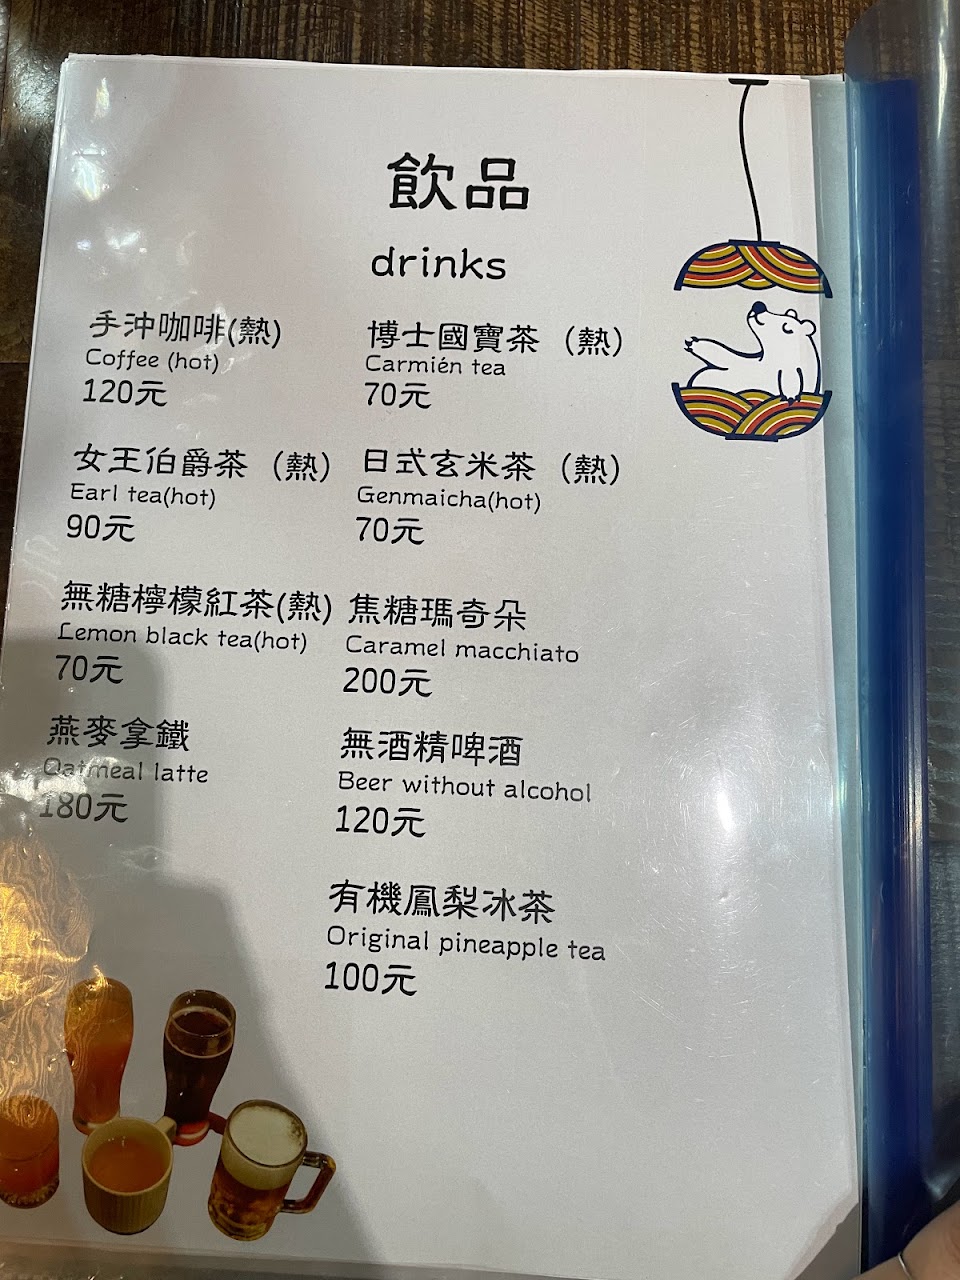 飲品
drinks
手沖咖啡(熱)
Coffee (hot)
120元
博士國寶茶（熱）
Carmién tea
70元
女王伯爵茶（熱）
Earl tea(hot)
90元
日式玄米茶（熱）
Genmaicha(hot)
70元
無糖檸檬紅茶(熱)
Lemon black tea(hot)
70元
焦糖瑪奇朵
Caramel macchiato
200元
燕麥拿鐵
Oatmeal latte
180元
無酒精啤酒
Beer without alcohol
120元
有機鳳梨冰茶
Original pineapple tea
100元